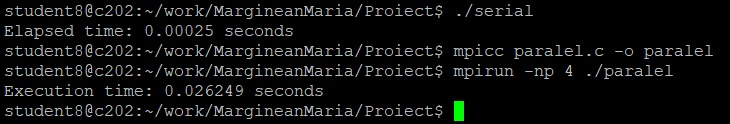 student8@c202:~/work/MargineanMaria/Proiect$ ./serial
Elapsed time: 0.00025 seconds
student8@c202:~/work/MargineanMaria/Proiect$ mpicc paralel.c -o paralel
student8@c202:~/work/MargineanMaria/Proiect$ mpirun -np 4 ./paralel
Execution time: 0.026249 seconds
student8@c202:~/work/MargineanMaria/Proiect$